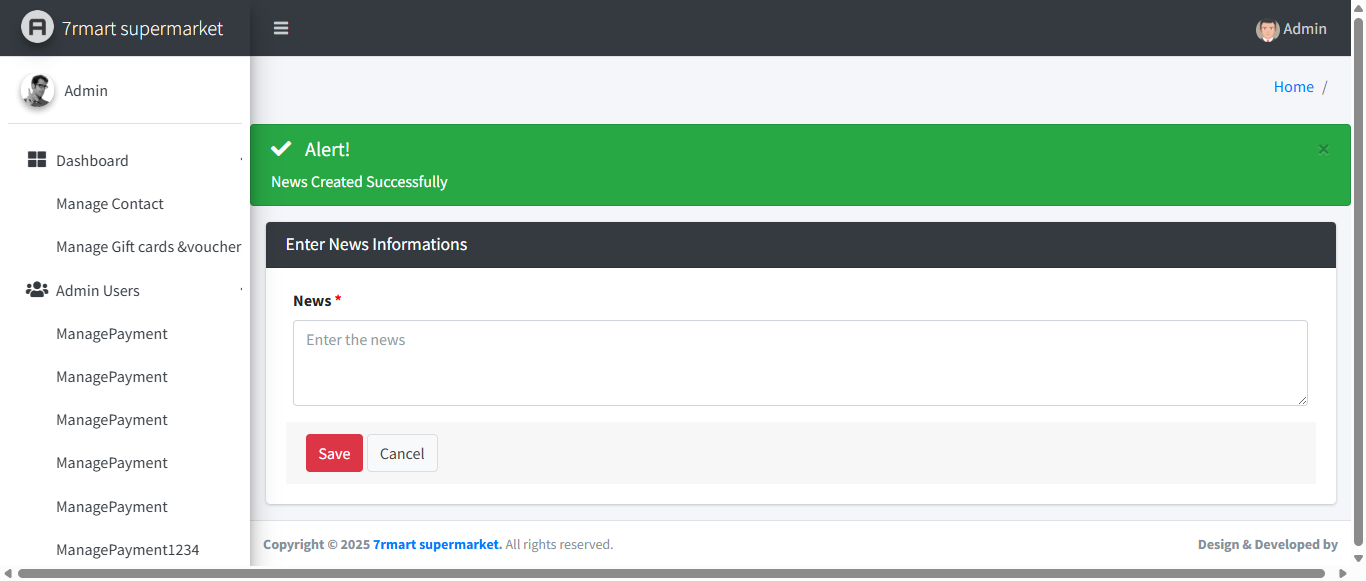 7rmart supermarket
Admin
Admin
Home /
Dashboard
Manage Contact
Manage Gift cards &voucher
Admin Users
ManagePayment
ManagePayment
ManagePayment
ManagePayment
ManagePayment
ManagePayment1234
Alert!
×
News Created Successfully
Enter News Informations
News *
Enter the news
Save Cancel
Copyright © 2025 7rmart supermarket. All rights reserved.
Design & Developed by